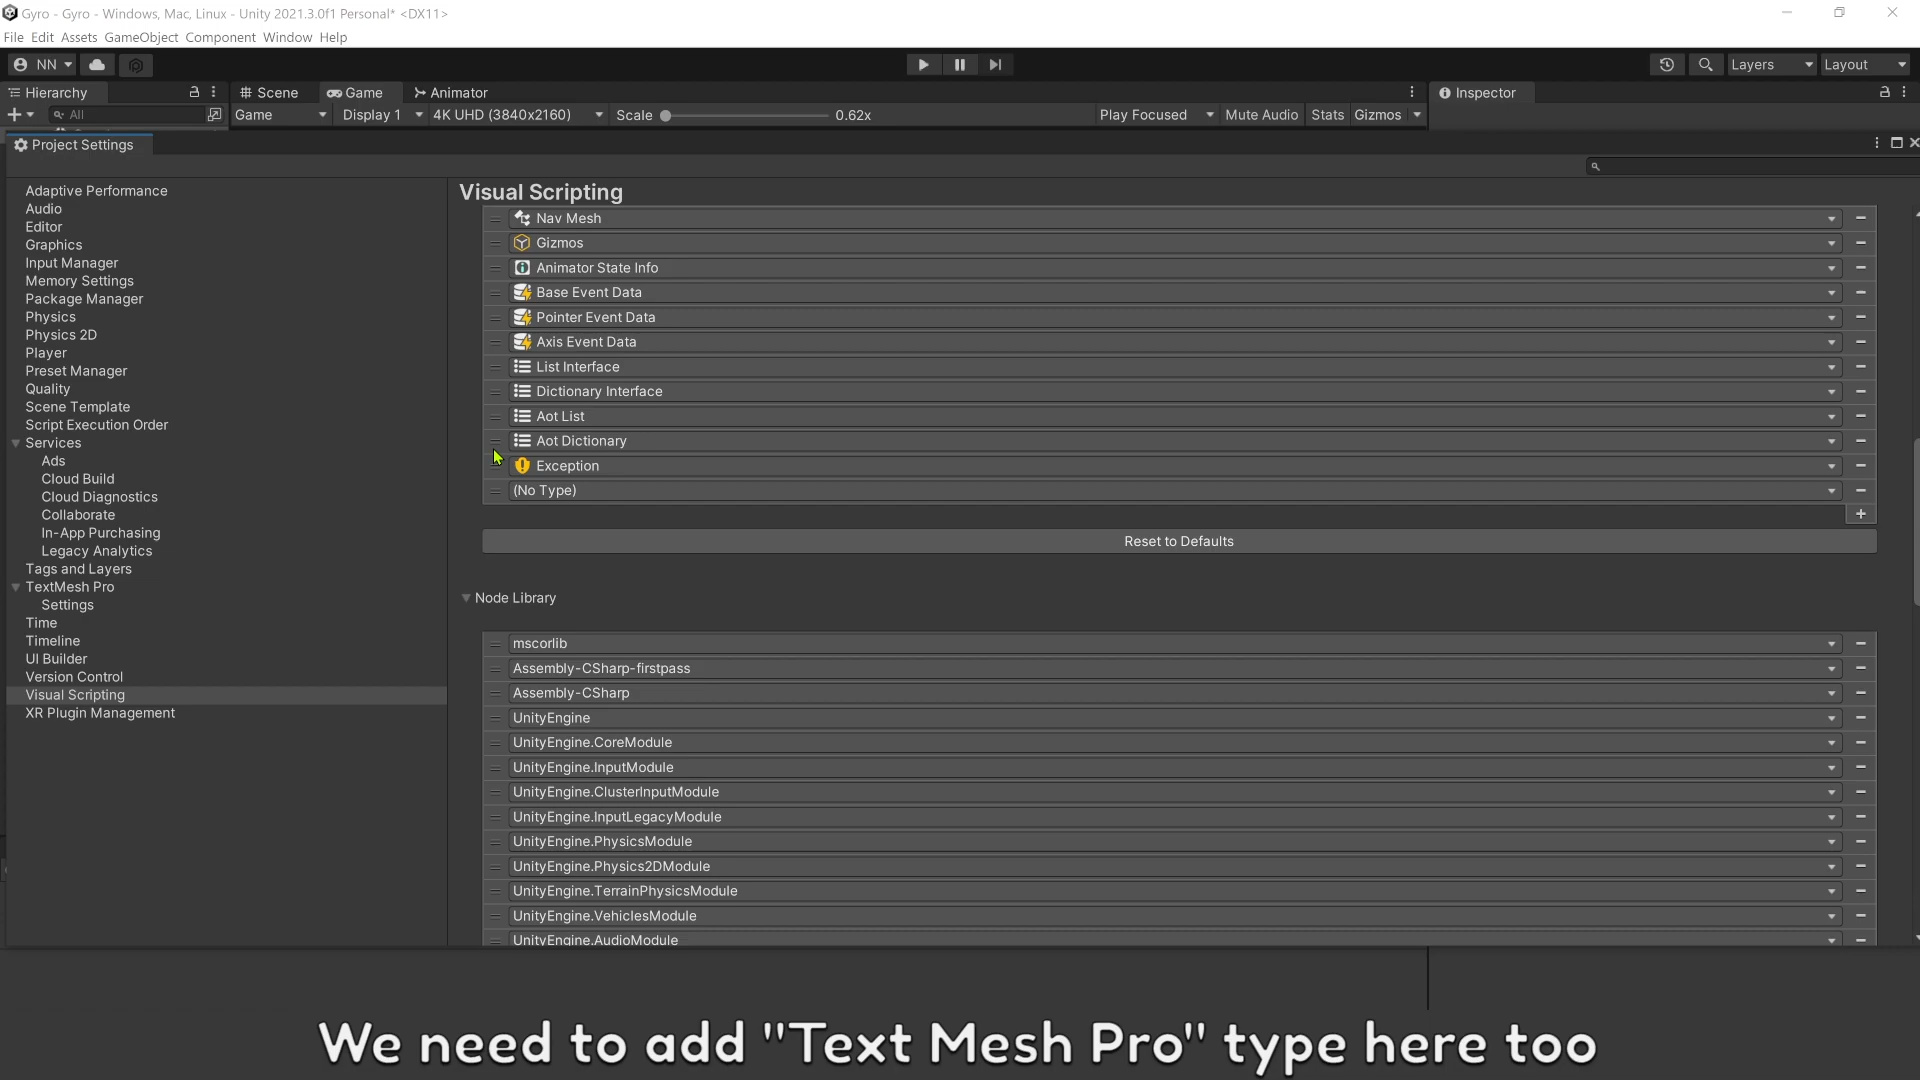 Gyro - Gyro - Windows, Mac, Linux - Unity 2021.3.0f1 Personal* <DX11>
File Edit Assets GameObject Component Window Help
NN
Layers
Layout
Hierarchy
Scene
Game
Animator
Inspector
All
Game
Display 1
4K UHD (3840x2160)
Scale
0.62x
Play Focused
Mute Audio
Stats
Gizmos
Project Settings
Adaptive Performance
Audio
Editor
Graphics
Input Manager
Memory Settings
Package Manager
Physics
Physics 2D
Player
Preset Manager
Quality
Scene Template
Script Execution Order
Services
Ads
Cloud Build
Cloud Diagnostics
Collaborate
In-App Purchasing
Legacy Analytics
Tags and Layers
TextMesh Pro
Settings
Time
Timeline
UI Builder
Version Control
Visual Scripting
XR Plugin Management
Visual Scripting
Nav Mesh
Gizmos
Animator State Info
Base Event Data
Pointer Event Data
Axis Event Data
List Interface
Dictionary Interface
Aot List
Aot Dictionary
Exception
(No Type)
Reset to Defaults
Node Library
mscorlib
Assembly-CSharp-firstpass
Assembly-CSharp
UnityEngine
UnityEngine.CoreModule
UnityEngine.InputModule
UnityEngine.ClusterInputModule
UnityEngine.InputLegacyModule
UnityEngine.PhysicsModule
UnityEngine.Physics2DModule
UnityEngine.TerrainPhysicsModule
UnityEngine.VehiclesModule
UnityEngine.AudioModule
We need to add "Text Mesh Pro" type here too